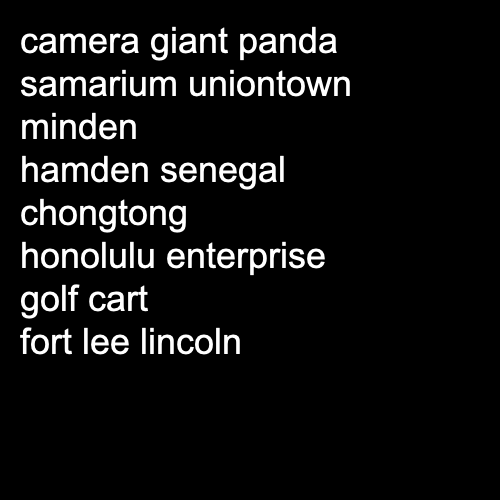 camera giant panda
samarium uniontown
minden
hamden senegal
chongtong
honolulu enterprise
golf cart
fort lee lincoln